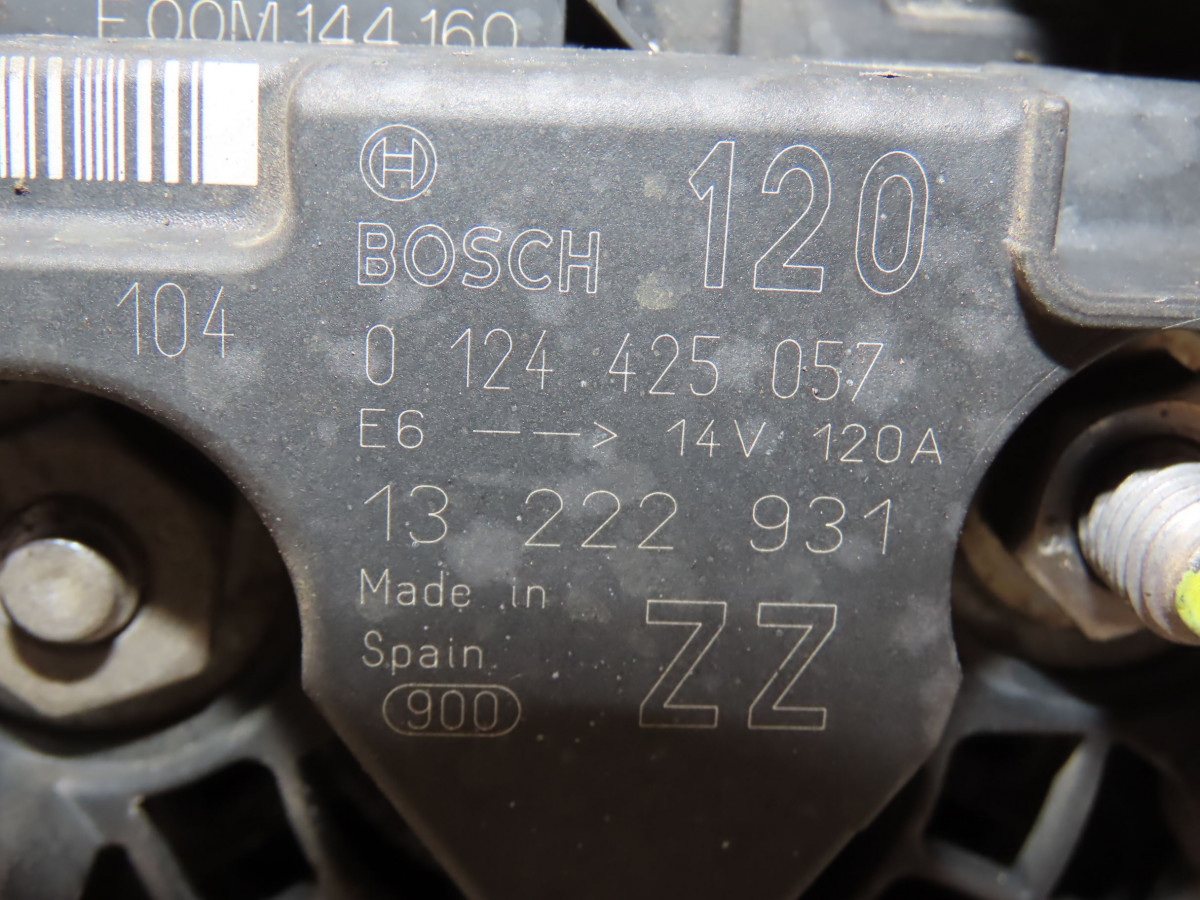 F 00M 144 160
BOSCH 120
104
0 124 425 057
E6 ——> 14V 120A
13 222 931
Made in
Spain
ZZ
900